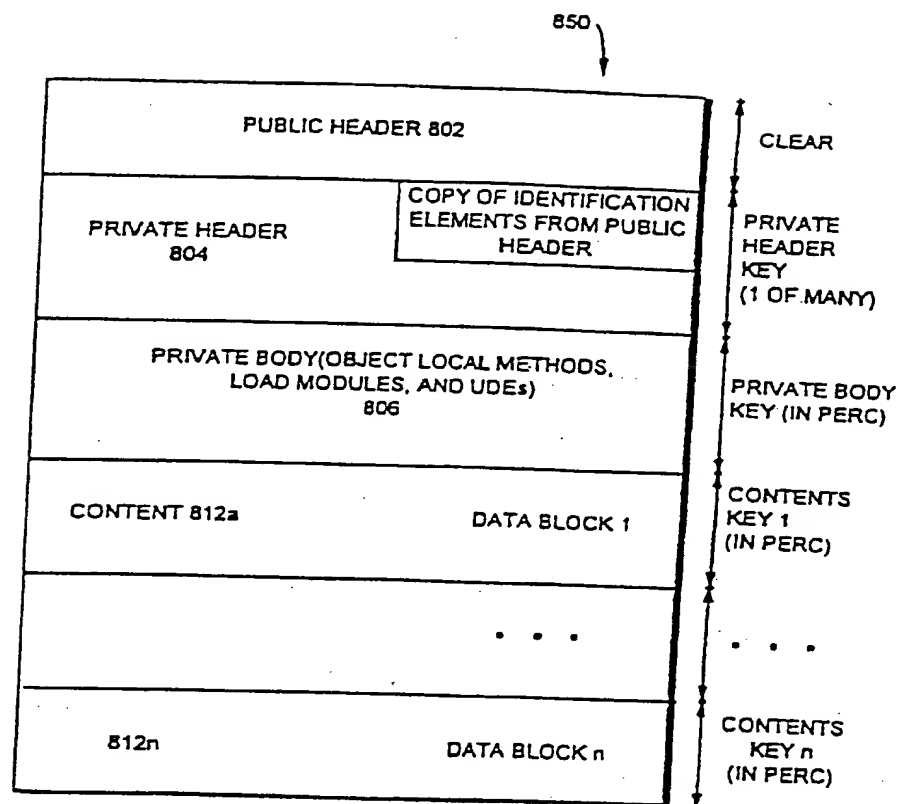 850
PUBLIC HEADER 802
CLEAR
PRIVATE HEADER
804
COPY OF IDENTIFICATION
ELEMENTS FROM PUBLIC
HEADER
PRIVATE
HEADER
KEY
(1 OF MANY)
PRIVATE BODY(OBJECT LOCAL METHODS,
LOAD MODULES, AND UDEs)
806
PRIVATE BODY
KEY (IN PERC)
CONTENT 812a
DATA BLOCK 1
CONTENTS
KEY 1
(IN PERC)
. . .
. . .
812n
DATA BLOCK n
CONTENTS
KEY n
(IN PERC)